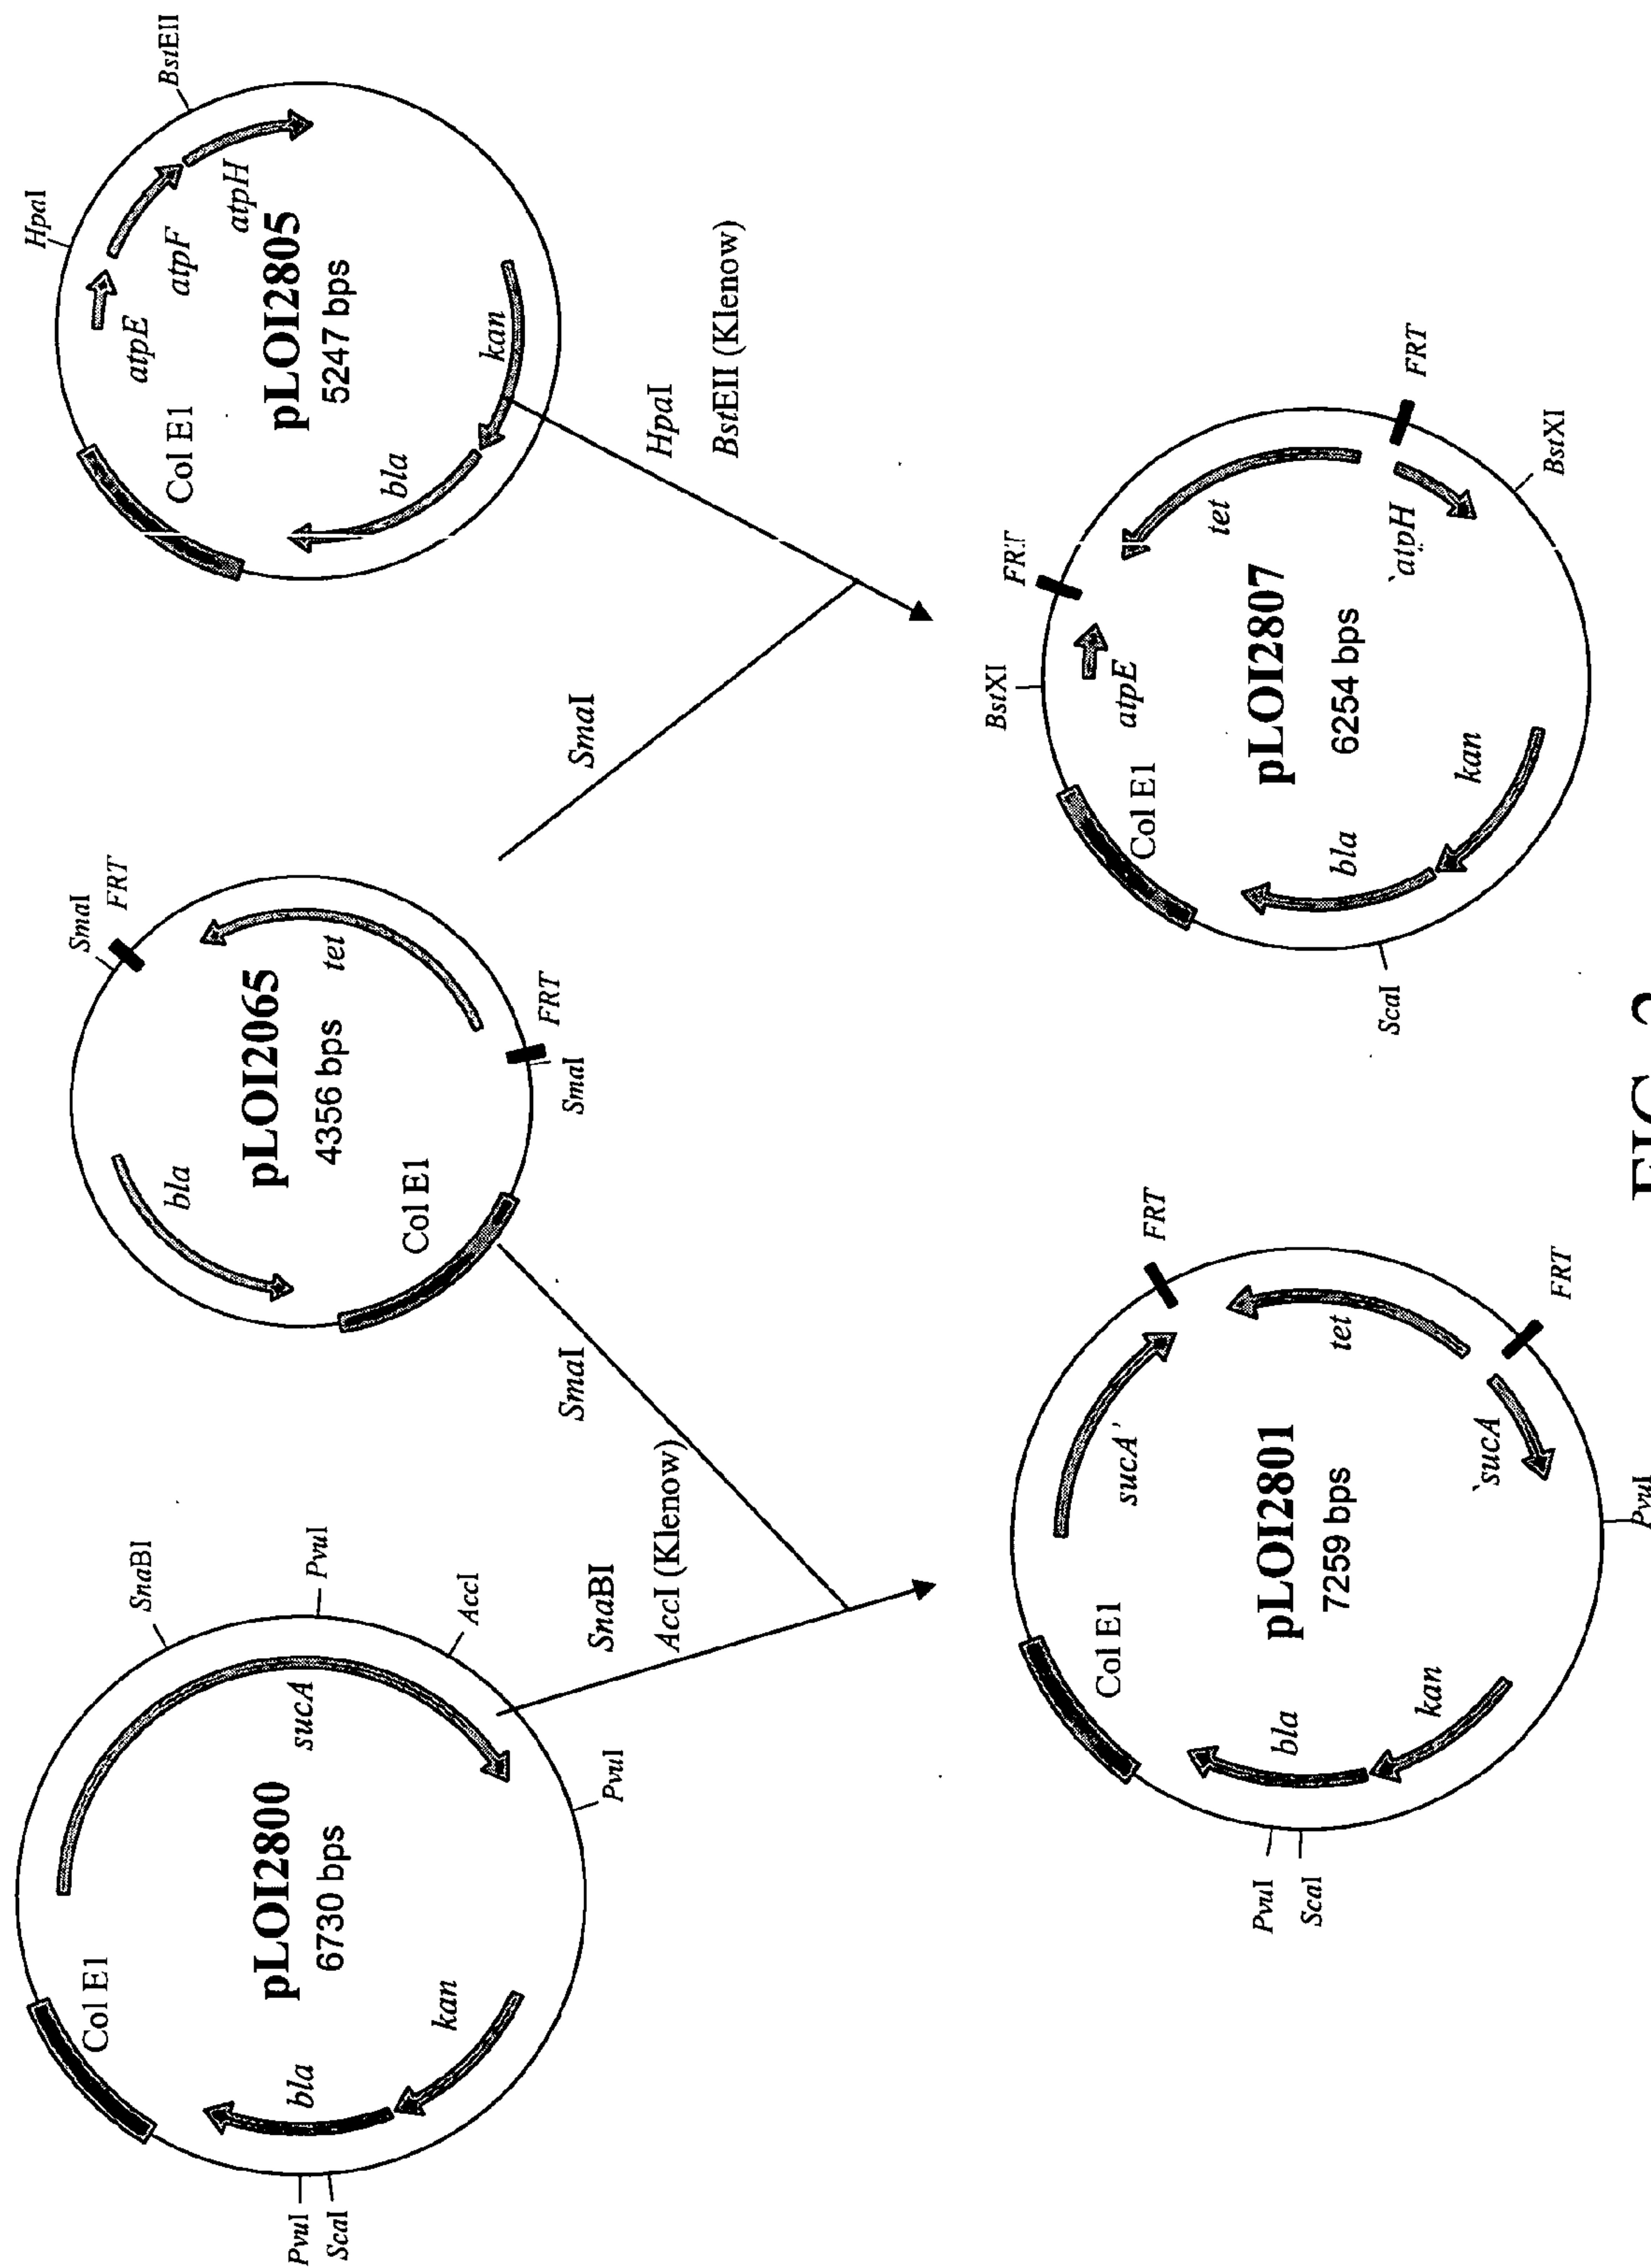 PvuI
ScaI
Col E1
bla
kan
pLOI2800
6730 bps
sucA
SnaBI
PvuI
AccI
PvuI
SnaBI
AccI (Klenow)
SmaI
bla
Col E1
pLOI2065
4356 bps
tet
SmaI
FRT
FRT
SmaI
SmaI
Col E1
bla
kan
pLOI2805
5247 bps
atpE
atpF
atpH
HpaI
BstEII
HpaI
BstEII (Klenow)
PvuI
ScaI
Col E1
bla
kan
pLOI2801
7259 bps
sucA'
tet
`sucA
FRT
FRT
PvuI
ScaI
BstXI
Col E1
bla
kan
pLOI2807
6254 bps
atpE
tet
`atpH
FRT
FRT
BstXI